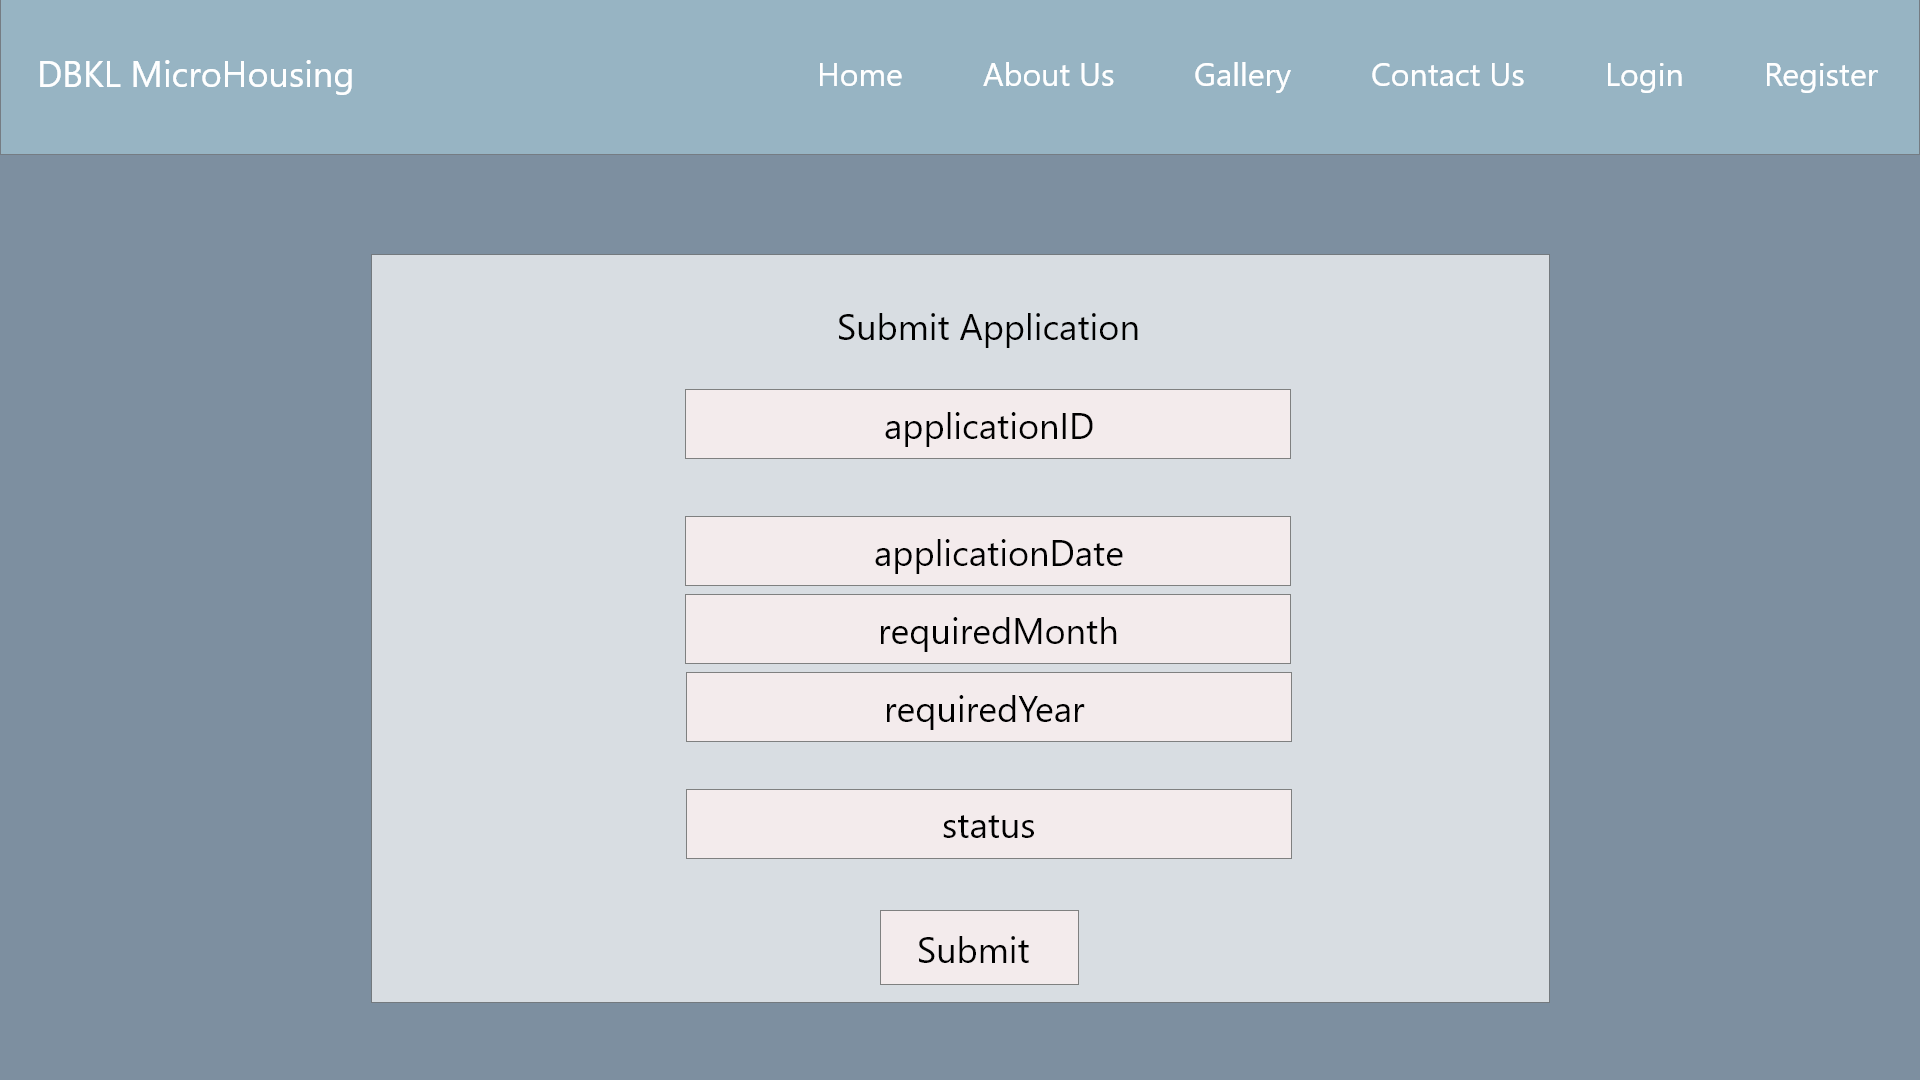 DBKL MicroHousing Home About Us Gallery Contact Us Login Register
Submit Application
applicationID
applicationDate
requiredMonth
requiredYear
status
Submit